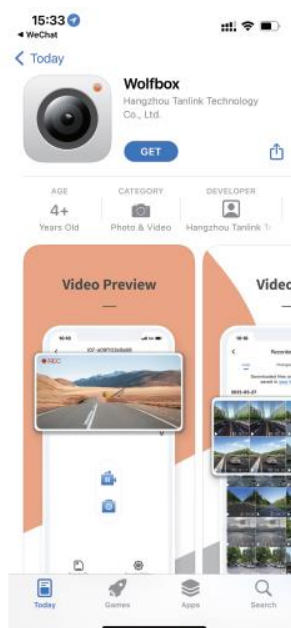 15:33
WeChat
Today
Wolfbox
Hangzhou Tanlink Technology
Co., Ltd.
GET
AGE
CATEGORY
DEVELOPER
4+
Years Old
Photo & Video
Hangzhou Tanlink T
Video Preview
Video
REC
Today
Games
Apps
Search